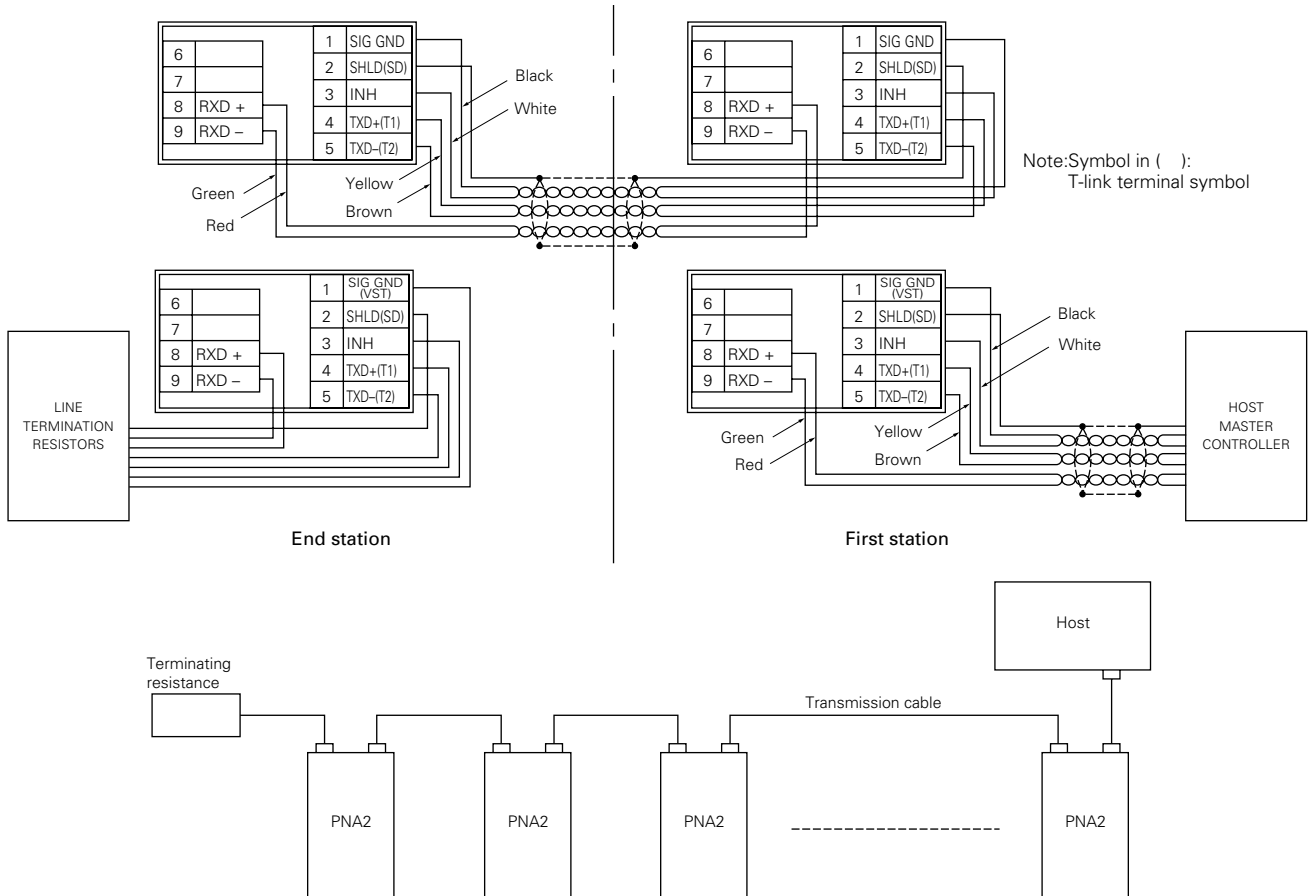 1 SIG GND
6
2 SHLD(SD)
7
3 INH
8 RXD +
4 TXD+(T1)
9 RXD –
5 TXD–(T2)
Black
White
Green
Yellow
Red
Brown
1 SIG GND
6
2 SHLD(SD)
7
3 INH
8 RXD +
4 TXD+(T1)
9 RXD –
5 TXD–(T2)
Note:Symbol in ( ):
T-link terminal symbol
LINE
TERMINATION
RESISTORS
1 SIG GND
(VST)
6
2 SHLD(SD)
7
3 INH
8 RXD +
4 TXD+(T1)
9 RXD –
5 TXD–(T2)
End station
1 SIG GND
(VST)
6
2 SHLD(SD)
7
3 INH
8 RXD +
4 TXD+(T1)
9 RXD –
5 TXD–(T2)
Black
White
Green
Yellow
Red
Brown
HOST
MASTER
CONTROLLER
First station
Host
Terminating
resistance
Transmission cable
PNA2
PNA2
PNA2
PNA2